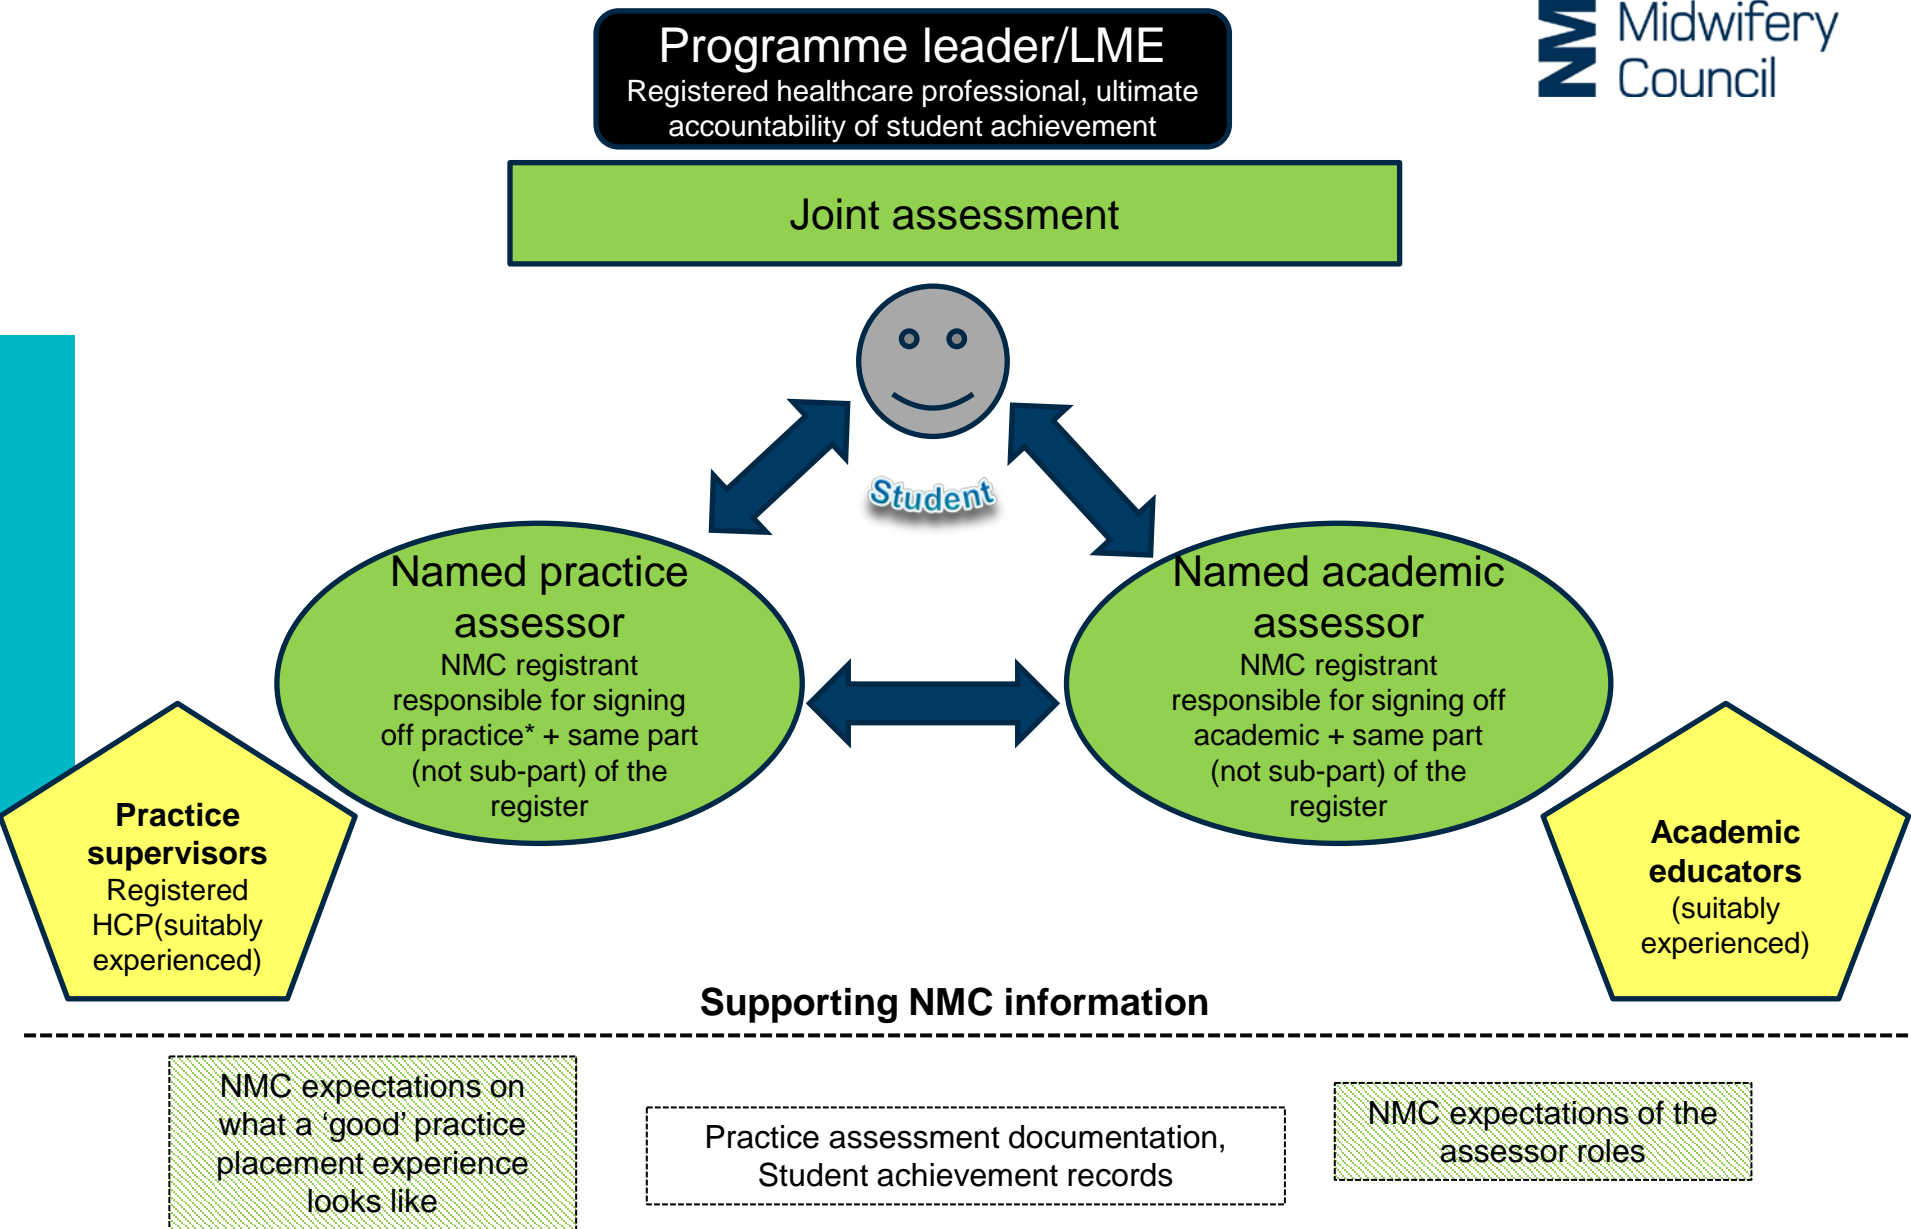 Programme leader/LME
Registered healthcare professional, ultimate
accountability of student achievement
Midwifery
Council
Joint assessment
Student
Named practice
assessor
NMC registrant
responsible for signing
off practice* + same part
(not sub-part) of the
register
Named academic
assessor
NMC registrant
responsible for signing off
academic + same part
(not sub-part) of the
register
Practice
supervisors
Registered
HCP(suitably
experienced)
Academic
educators
(suitably
experienced)
Supporting NMC information
NMC expectations on
what a ‘good’ practice
placement experience
looks like
Practice assessment documentation,
Student achievement records
NMC expectations of the
assessor roles